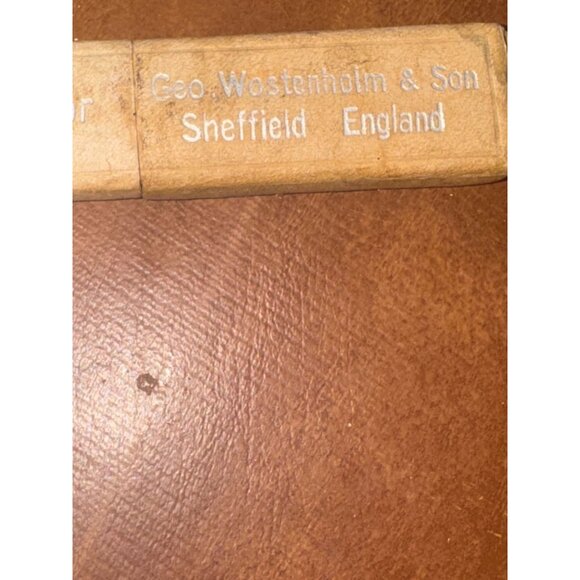 Geo. Wostenholm & Son
Sheffield England